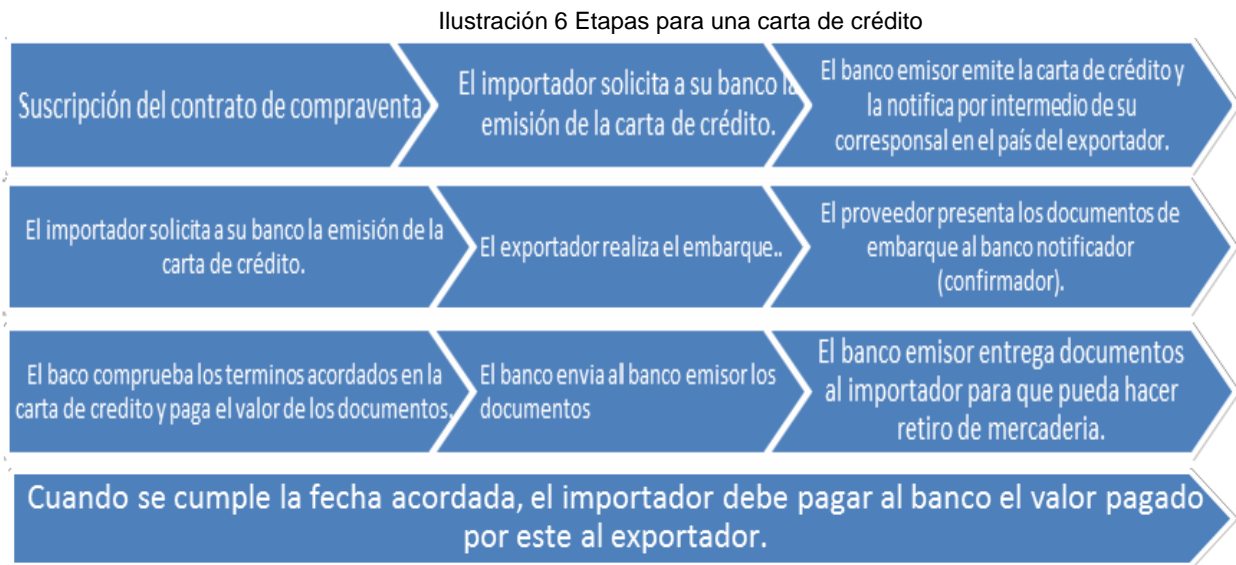 Ilustración 6 Etapas para una carta de crédito
Suscripción del contrato de compraventa.
El importador solicita a su banco la
emisión de la carta de crédito.
El banco emisor emite la carta de crédito y
la notifica por intermedio de su
corresponsal en el país del exportador.
El importador solicita a su banco la emisión de la
carta de crédito.
El exportador realiza el embarque..
El proveedor presenta los documentos de
embarque al banco notificador
(confirmador).
El baco comprueba los terminos acordados en la
carta de credito y paga el valor de los documentos.
El banco envia al banco emisor los
documentos
El banco emisor entrega documentos
al importador para que pueda hacer
retiro de mercaderia.
Cuando se cumple la fecha acordada, el importador debe pagar al banco el valor pagado
por este al exportador.